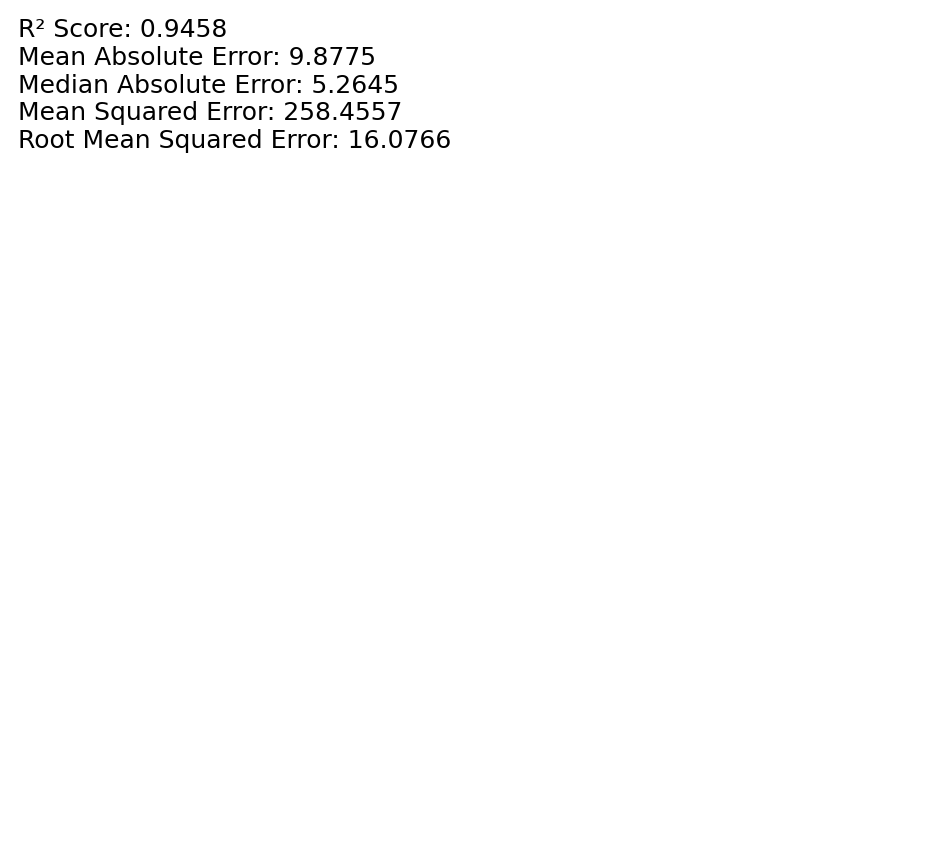 R² Score: 0.9458
Mean Absolute Error: 9.8775
Median Absolute Error: 5.2645
Mean Squared Error: 258.4557
Root Mean Squared Error: 16.0766